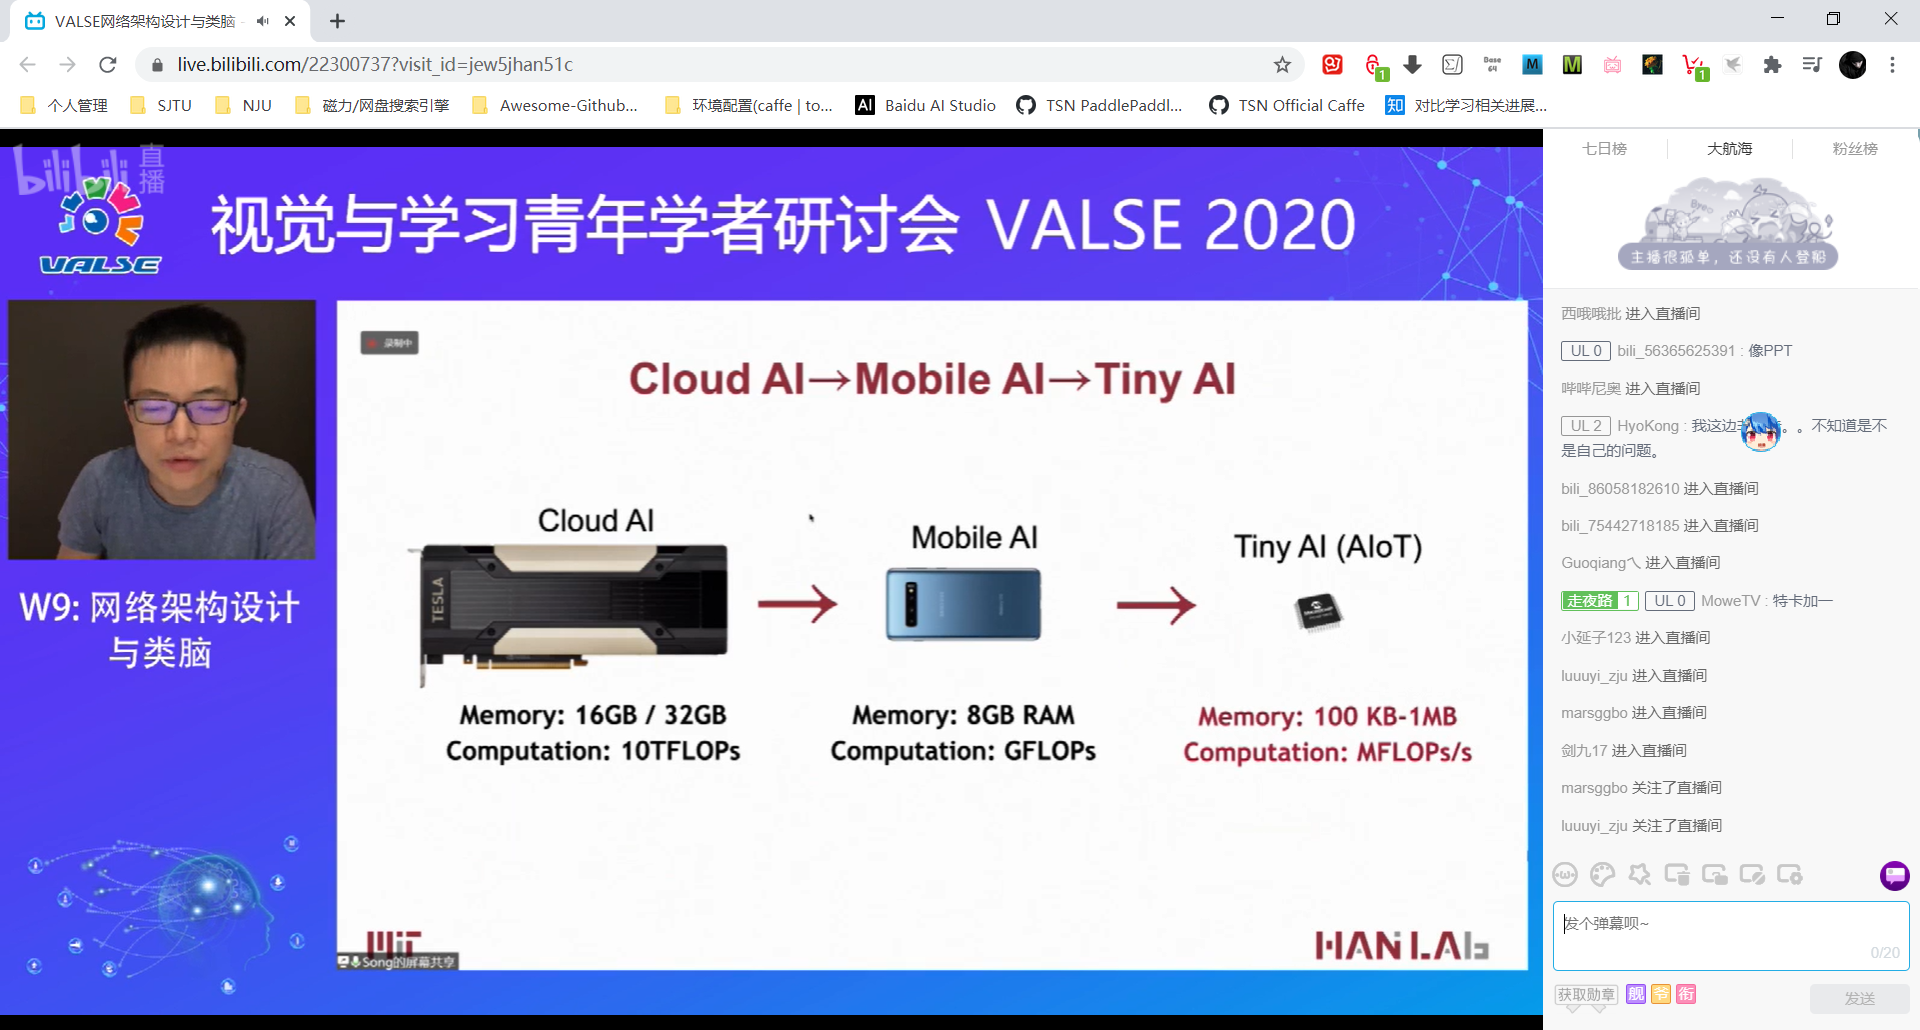 VALSE网络架构设计与类脑
live.bilibili.com/22300737?visit_id=jew5jhan51c
1
Base
64
M
M
1
个人管理
SJTU
NJU
磁力/网盘搜索引擎
Awesome-Github...
环境配置(caffe | to...
AI Baidu AI Studio
TSN PaddlePaddl...
TSN Official Caffe
知 对比学习相关进展...
bilibili 直播
VALSE
视觉与学习青年学者研讨会 VALSE 2020
录制中
Cloud AI→Mobile AI→Tiny AI
Cloud AI
Mobile AI
Tiny AI (AIoT)
TESLA
Memory: 16GB / 32GB
Computation: 10TFLOPs
Memory: 8GB RAM
Computation: GFLOPs
Memory: 100 KB-1MB
Computation: MFLOPs/s
W9: 网络架构设计
与类脑
MIT
HAN LAb
Song的屏幕共享
七日榜
大航海
粉丝榜
主播很孤单，还没有人登船
西哦哦批 进入直播间
UL 0 bili_56365625391 : 像PPT
哔哔尼奥 进入直播间
UL 2 HyoKong : 我这边 。。不知道是不
是自己的问题。
bili_86058182610 进入直播间
bili_75442718185 进入直播间
Guoqiang乀 进入直播间
走夜路 1 UL 0 MoweTV : 特卡加一
小延子123 进入直播间
luuuyi_zju 进入直播间
marsggbo 进入直播间
剑九17 进入直播间
marsggbo 关注了直播间
luuuyi_zju 关注了直播间
发个弹幕呗~
0/20
获取勋章
舰
爷
衔
发送